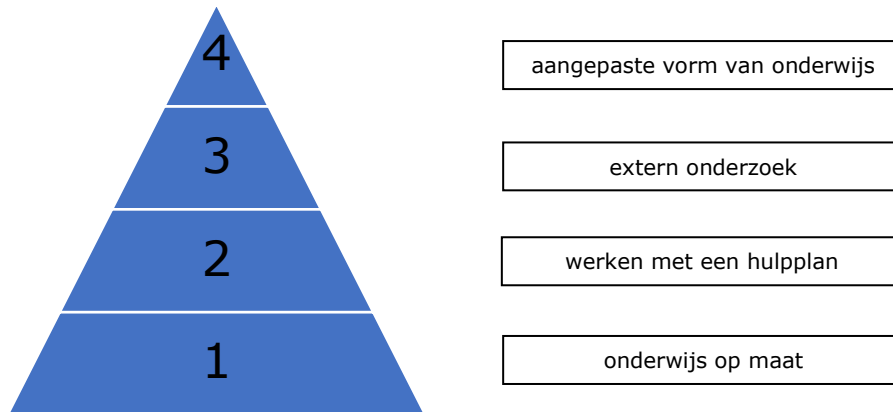 4
aangepaste vorm van onderwijs
3
extern onderzoek
2
werken met een hulpplan
1
onderwijs op maat